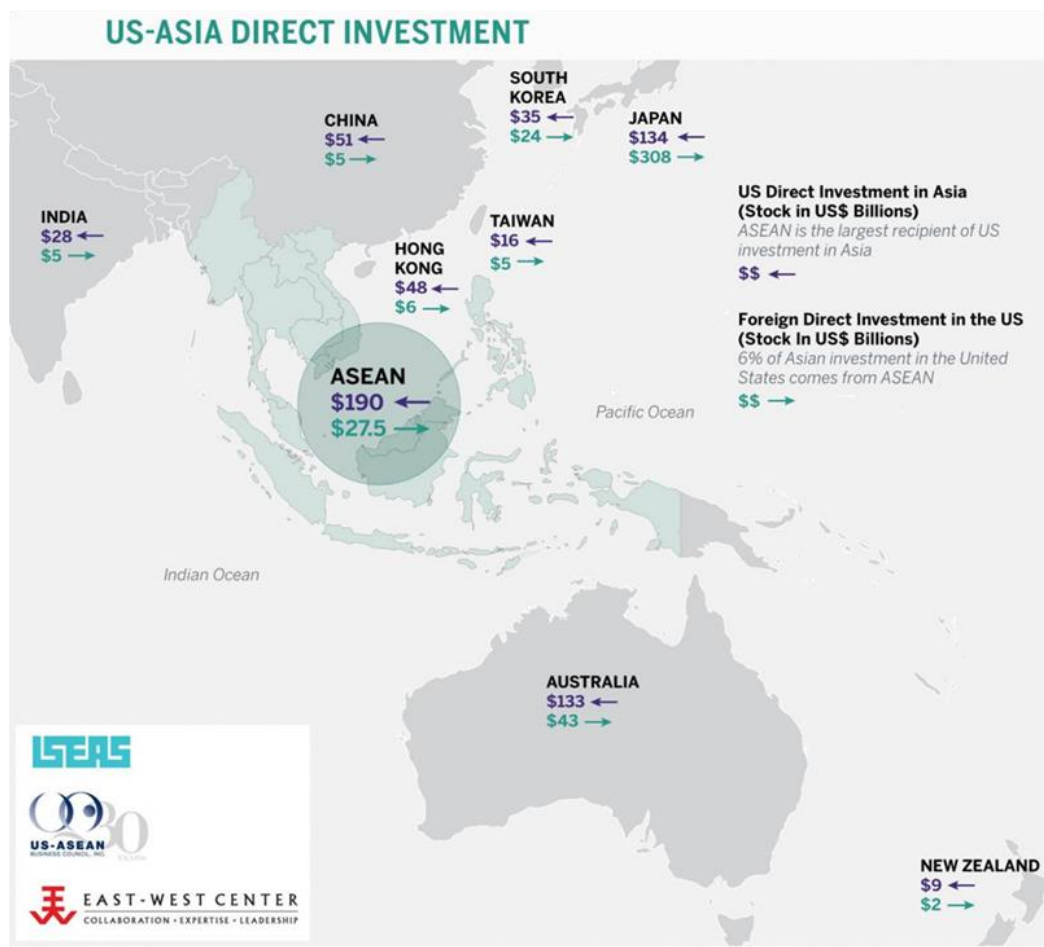 US-ASIA DIRECT INVESTMENT
SOUTH
KOREA
$35 ←
$24 →
CHINA
$51 ←
$5 →
JAPAN
$134 ←
$308 →
INDIA
$28 ←
$5 →
TAIWAN
$16 ←
$5 →
HONG
KONG
$48 ←
$6 →
US Direct Investment in Asia
(Stock in US$ Billions)
ASEAN is the largest recipient of US
investment in Asia
$$ ←
Foreign Direct Investment in the US
(Stock In US$ Billions)
6% of Asian investment in the United
States comes from ASEAN
$$ →
ASEAN
$190 ←
$27.5 →
Pacific Ocean
Indian Ocean
AUSTRALIA
$133 ←
$43 →
NEW ZEALAND
$9 ←
$2 →
ISEAS
30
US-ASEAN
BUSINESS COUNCIL, INC.
EAST-WEST CENTER
COLLABORATION • EXPERTISE • LEADERSHIP